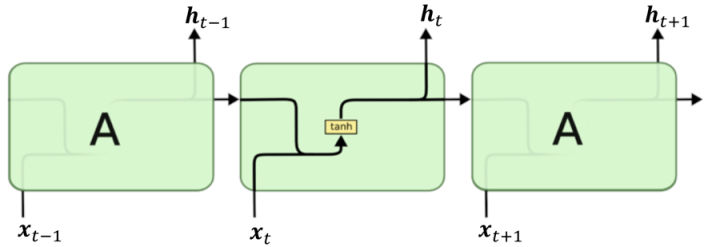 h_{t−1} h_t h_{t+1}
A tanh A
x_{t−1} x_t x_{t+1}